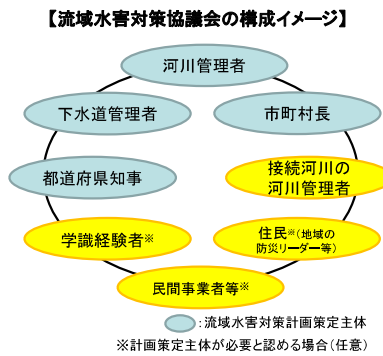 【流域水害対策協議会の構成イメージ】
河川管理者
下水道管理者
市町村長
都道府県知事
接続河川の
河川管理者
学識経験者※
住民※(地域の
防災リーダー等)
民間事業者等※
：流域水害対策計画策定主体
※計画策定主体が必要と認める場合（任意）